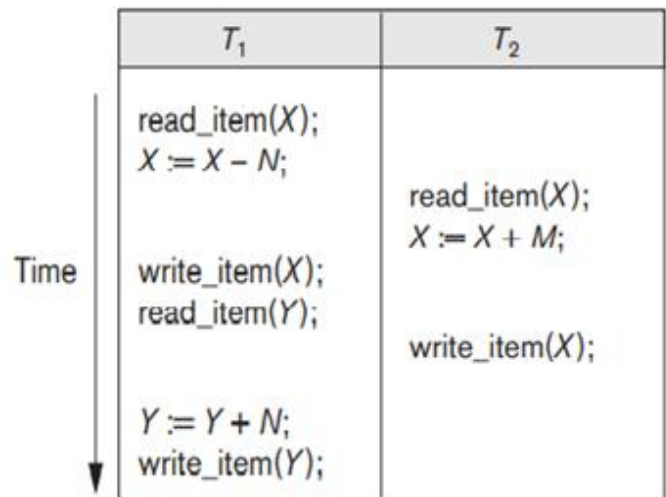 T₁ T₂
read_item(X);
X := X – N;
read_item(X);
X := X + M;
Time
write_item(X);
read_item(Y);
write_item(X);
Y := Y + N;
write_item(Y);